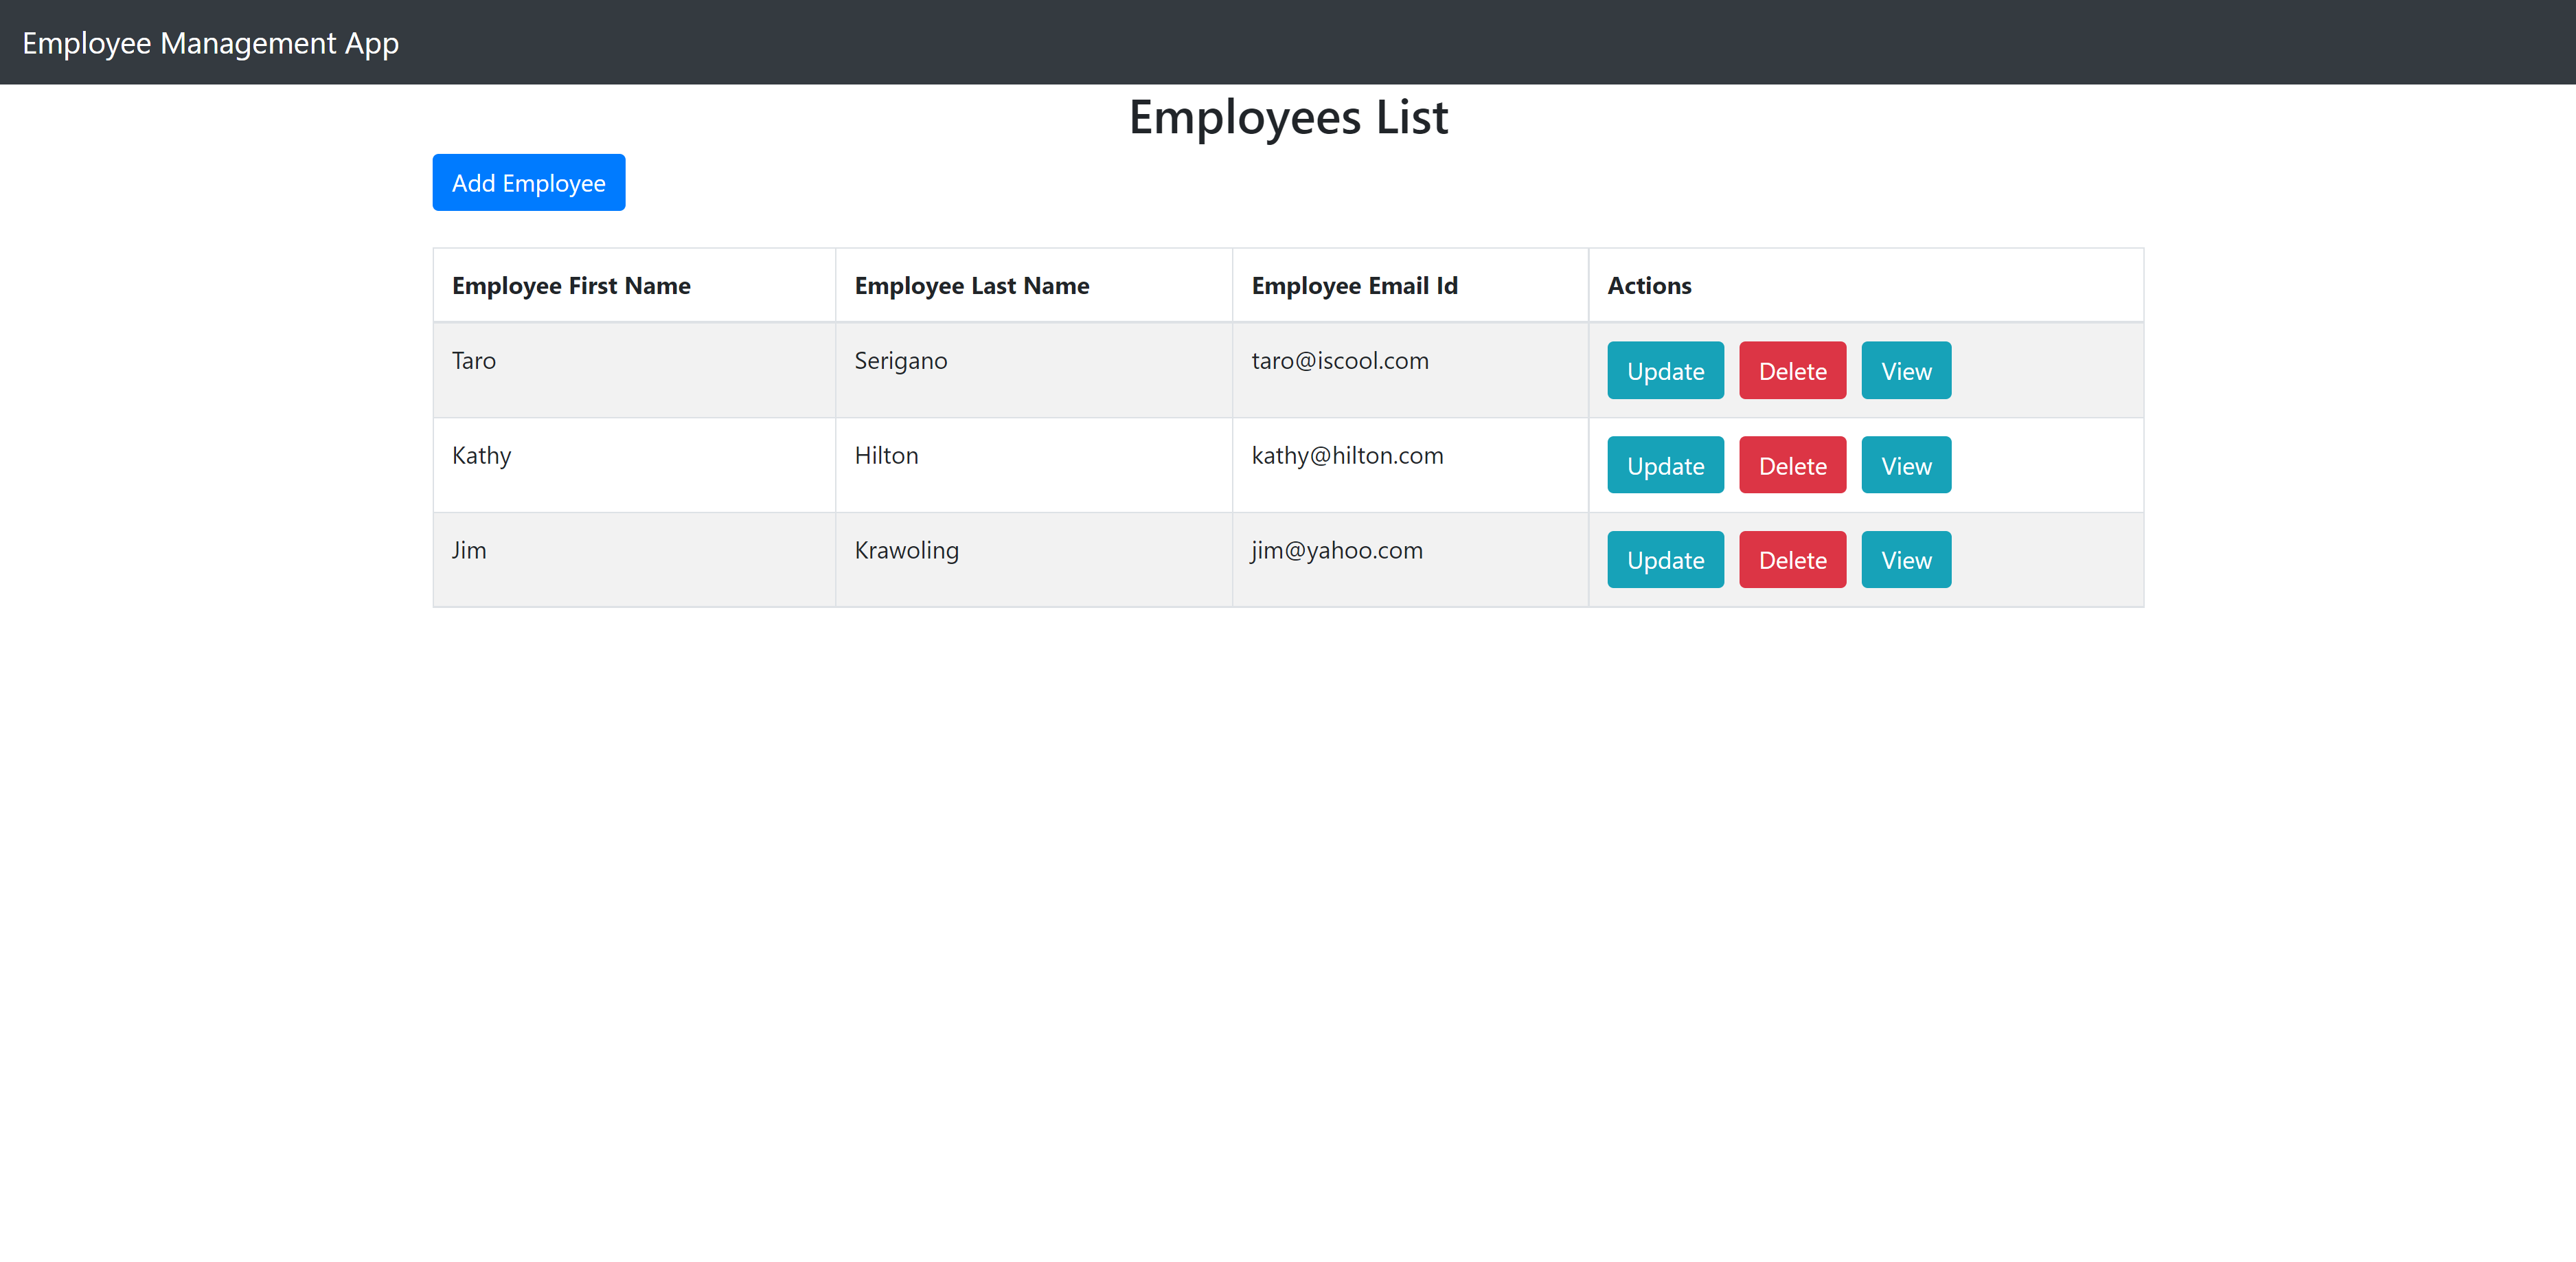 Employee Management App
Employees List
Add Employee
Employee First Name Employee Last Name Employee Email Id Actions
Taro Serigano taro@iscool.com Update Delete View
Kathy Hilton kathy@hilton.com Update Delete View
Jim Krawoling jim@yahoo.com Update Delete View